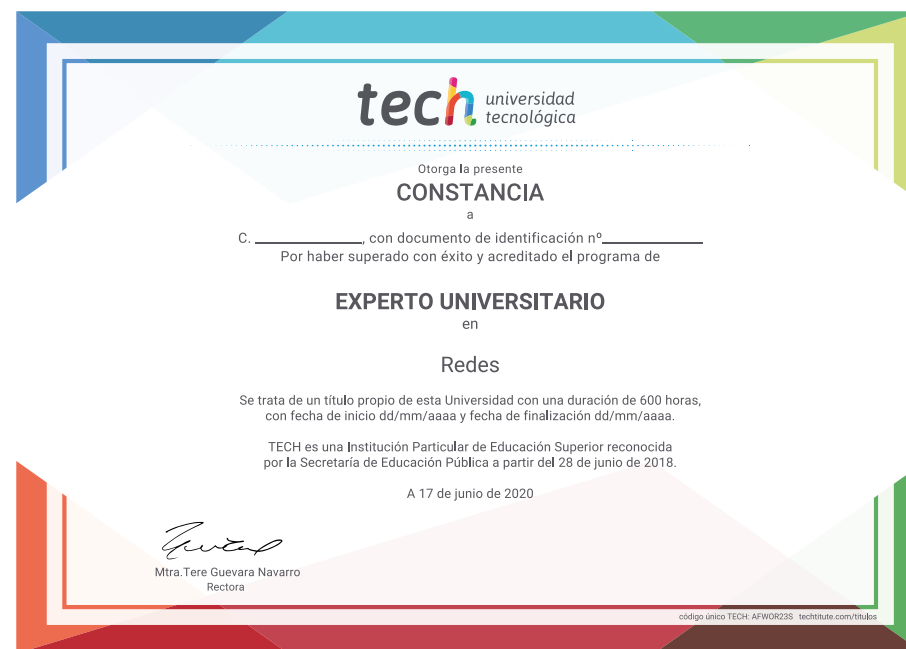 tech universidad
tecnológica
Otorga la presente
CONSTANCIA
a
C. ____________, con documento de identificación nº____________
Por haber superado con éxito y acreditado el programa de
EXPERTO UNIVERSITARIO
en
Redes
Se trata de un título propio de esta Universidad con una duración de 600 horas,
con fecha de inicio dd/mm/aaaa y fecha de finalización dd/mm/aaaa.
TECH es una Institución Particular de Educación Superior reconocida
por la Secretaría de Educación Pública a partir del 28 de junio de 2018.
A 17 de junio de 2020
Mtra.Tere Guevara Navarro
Rectora
código único TECH: AFWOR23S techtitute.com/titulos